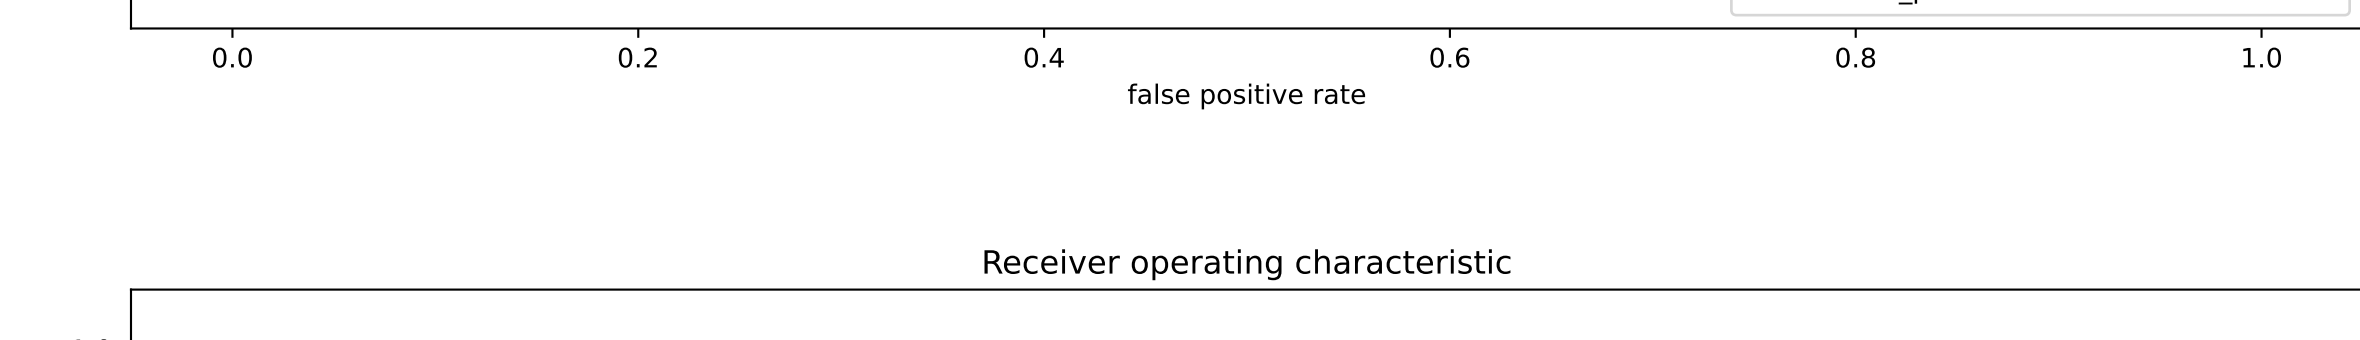 0.0 0.2 0.4 0.6 0.8 1.0
false positive rate
Receiver operating characteristic